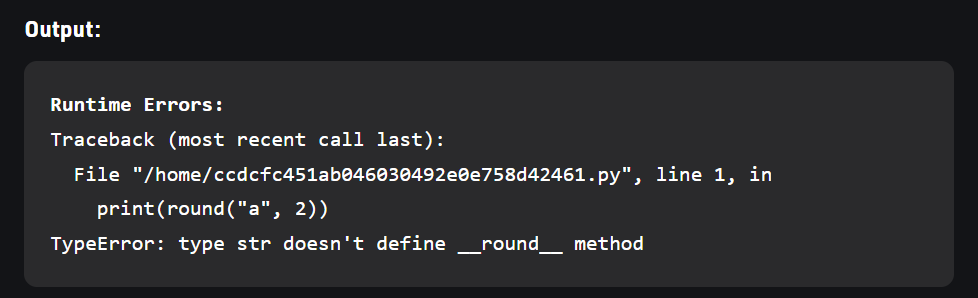 Output:
Runtime Errors:
Traceback (most recent call last):
File "/home/ccdcfc451ab046030492e0e758d42461.py", line 1, in
print(round("a", 2))
TypeError: type str doesn't define __round__ method